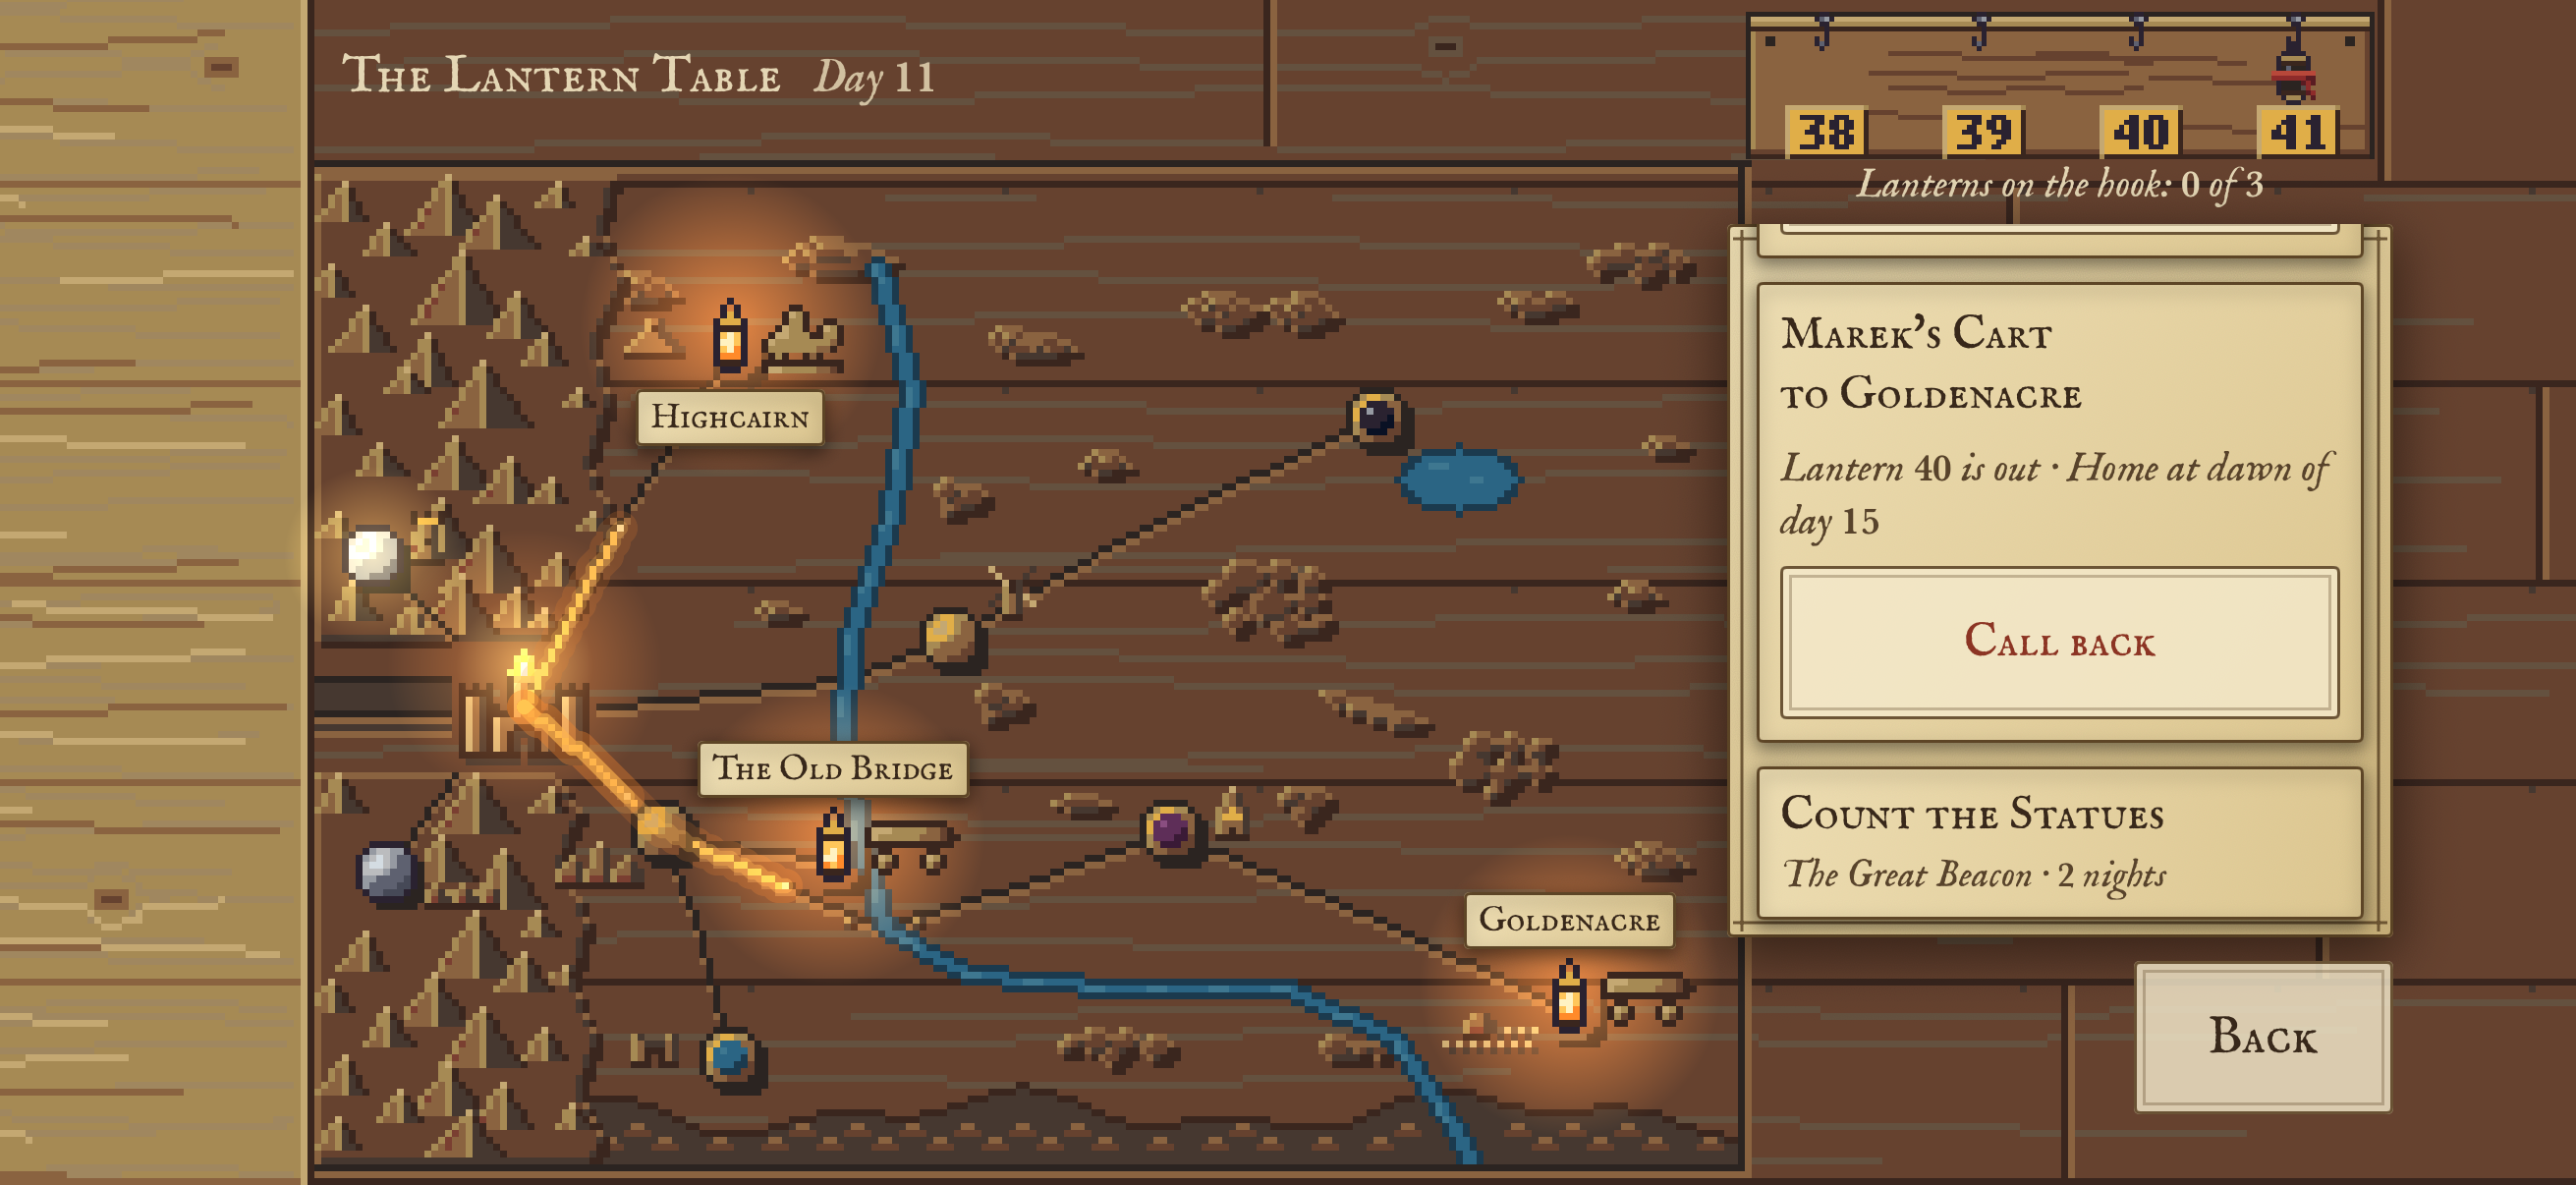 The Lantern Table Day 11
38 39 40 41
Lanterns on the hook: 0 of 3
Highcairn
The Old Bridge
Goldenacre
Marek's Cart
to Goldenacre
Lantern 40 is out · Home at dawn of
day 15
Call back
Count the Statues
The Great Beacon · 2 nights
Back